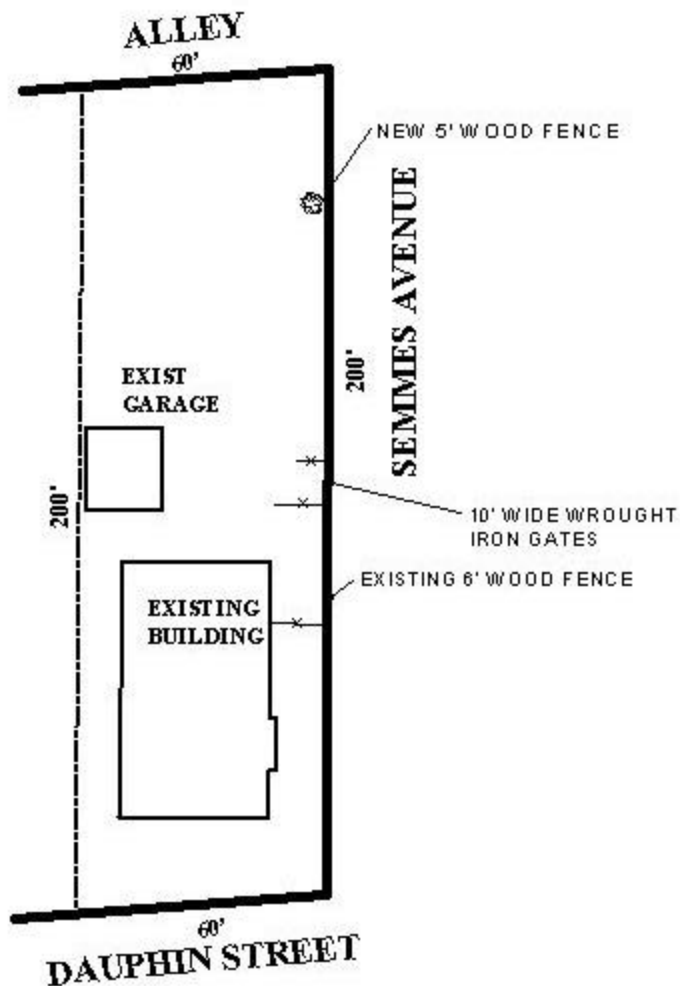 ALLEY
60'
NEW 5' WOOD FENCE
SEMMES AVENUE
200'
EXIST
GARAGE
200'
10' WIDE WROUGHT
IRON GATES
EXISTING 6' WOOD FENCE
EXISTING
BUILDING
60'
DAUPHIN STREET